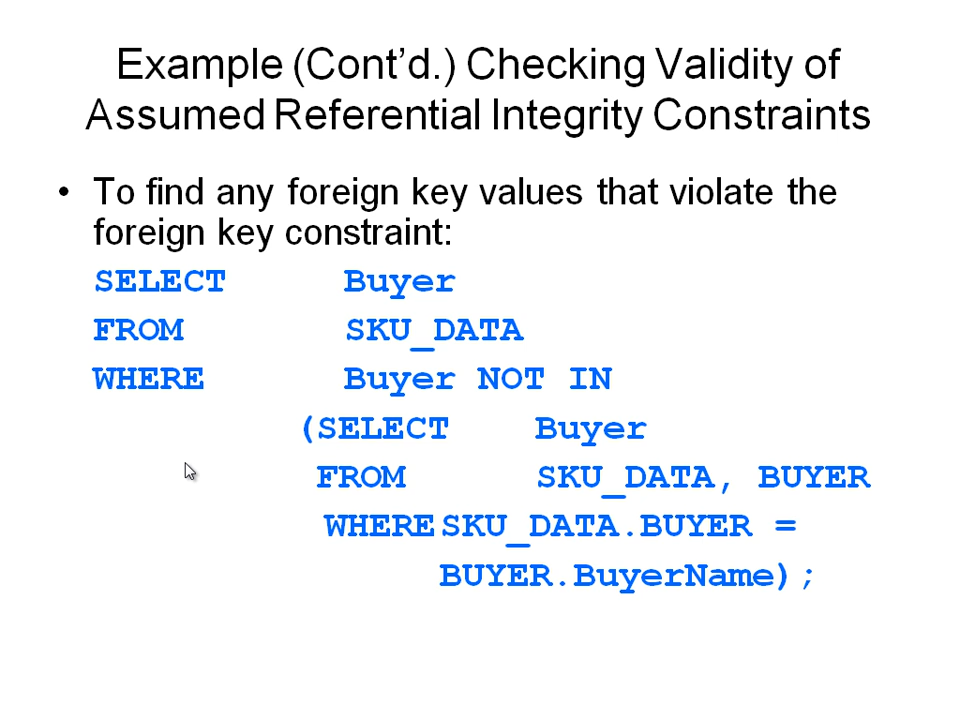 Example (Cont’d.) Checking Validity of
Assumed Referential Integrity Constraints
• To find any foreign key values that violate the
foreign key constraint:
SELECT Buyer
FROM SKU_DATA
WHERE Buyer NOT IN
(SELECT Buyer
FROM SKU_DATA, BUYER
WHERE SKU_DATA.BUYER =
BUYER.BuyerName);